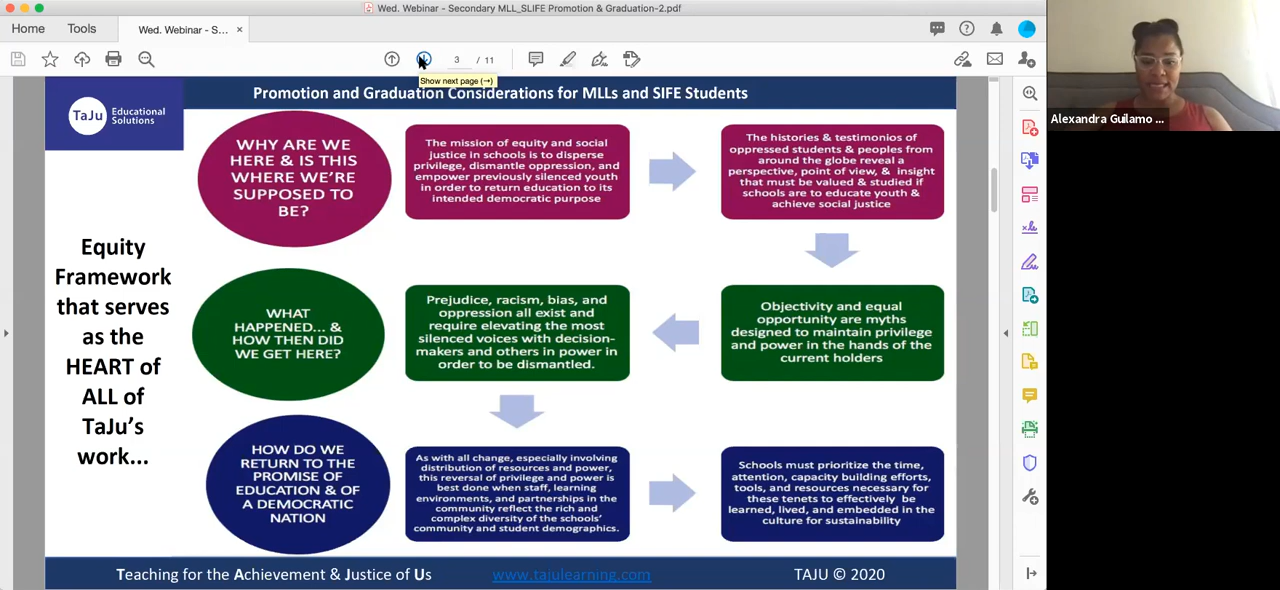 Wed. Webinar - Secondary MLL_SLIFE Promotion & Graduation-2.pdf
Home
Tools
Wed. Webinar - S...
×
3 / 11
Show next page (→)
TaJu
Educational
Solutions
Promotion and Graduation Considerations for MLLs and SIFE Students
Equity
Framework
that serves
as the
HEART of
ALL of
TaJu's
work...
WHY ARE WE
HERE & IS THIS
WHERE WE'RE
SUPPOSED TO
BE?
The mission of equity and social
justice in schools is to disperse
privilege, dismantle oppression, and
empower previously silenced youth
in order to return education to its
intended democratic purpose
The histories & testimonios of
oppressed students & peoples from
around the globe reveal a
perspective, point of view, & insight
that must be valued & studied if
schools are to educate youth &
achieve social justice
WHAT
HAPPENED... &
HOW THEN DID
WE GET HERE?
Prejudice, racism, bias, and
oppression all exist and
require elevating the most
silenced voices with decision-
makers and others in power in
order to be dismantled.
Objectivity and equal
opportunity are myths
designed to maintain privilege
and power in the hands of the
current holders
HOW DO WE
RETURN TO THE
PROMISE OF
EDUCATION & OF
A DEMOCRATIC
NATION
As with all change, especially involving
distribution of resources and power,
this reversal of privilege and power is
best done when staff, learning
environments, and partnerships in the
community reflect the rich and
complex diversity of the schools'
community and student demographics.
Schools must prioritize the time,
attention, capacity building efforts,
tools, and resources necessary for
these tenets to effectively be
learned, lived, and embedded in the
culture for sustainability
Teaching for the Achievement & Justice of Us
www.tajulearning.com
TAJU © 2020
Alexandra Guilamo ...